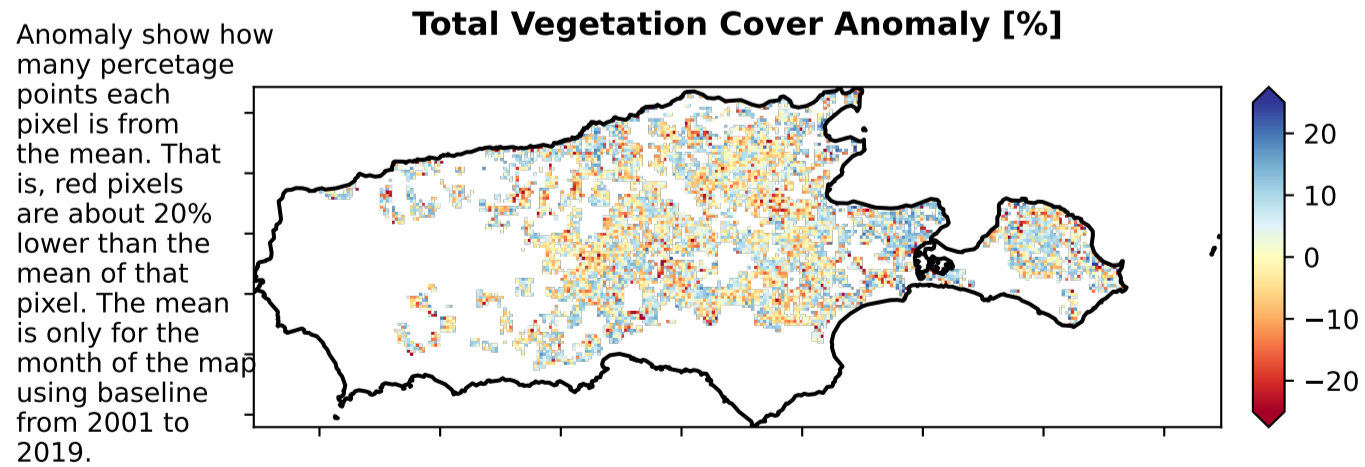 Total Vegetation Cover Anomaly [%]
Anomaly show how
many percetage
points each
pixel is from
the mean. That
is, red pixels
are about 20%
lower than the
mean of that
pixel. The mean
is only for the
month of the map
using baseline
from 2001 to
2019.
20
10
0
−10
−20